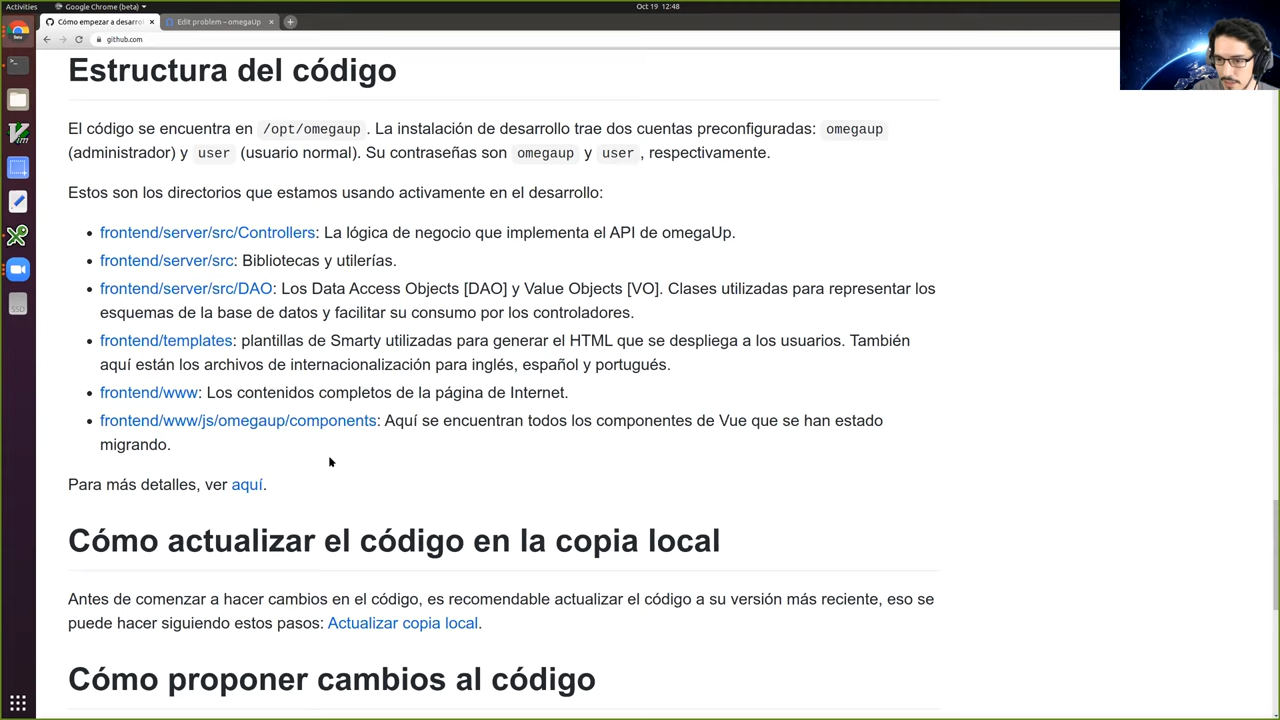 Activities
Google Chrome (beta)
Oct 19 12:48
Cómo empezar a desarrol
Edit problem – omegaUp
github.com
Estructura del código
El código se encuentra en /opt/omegaup. La instalación de desarrollo trae dos cuentas preconfiguradas: omegaup
(administrador) y user (usuario normal). Su contraseñas son omegaup y user, respectivamente.
Estos son los directorios que estamos usando activamente en el desarrollo:
• frontend/server/src/Controllers: La lógica de negocio que implementa el API de omegaUp.
• frontend/server/src: Bibliotecas y utilerías.
• frontend/server/src/DAO: Los Data Access Objects [DAO] y Value Objects [VO]. Clases utilizadas para representar los
esquemas de la base de datos y facilitar su consumo por los controladores.
• frontend/templates: plantillas de Smarty utilizadas para generar el HTML que se despliega a los usuarios. También
aquí están los archivos de internacionalización para inglés, español y portugués.
• frontend/www: Los contenidos completos de la página de Internet.
• frontend/www/js/omegaup/components: Aquí se encuentran todos los componentes de Vue que se han estado
migrando.
Para más detalles, ver aquí.
Cómo actualizar el código en la copia local
Antes de comenzar a hacer cambios en el código, es recomendable actualizar el código a su versión más reciente, eso se
puede hacer siguiendo estos pasos: Actualizar copia local.
Cómo proponer cambios al código